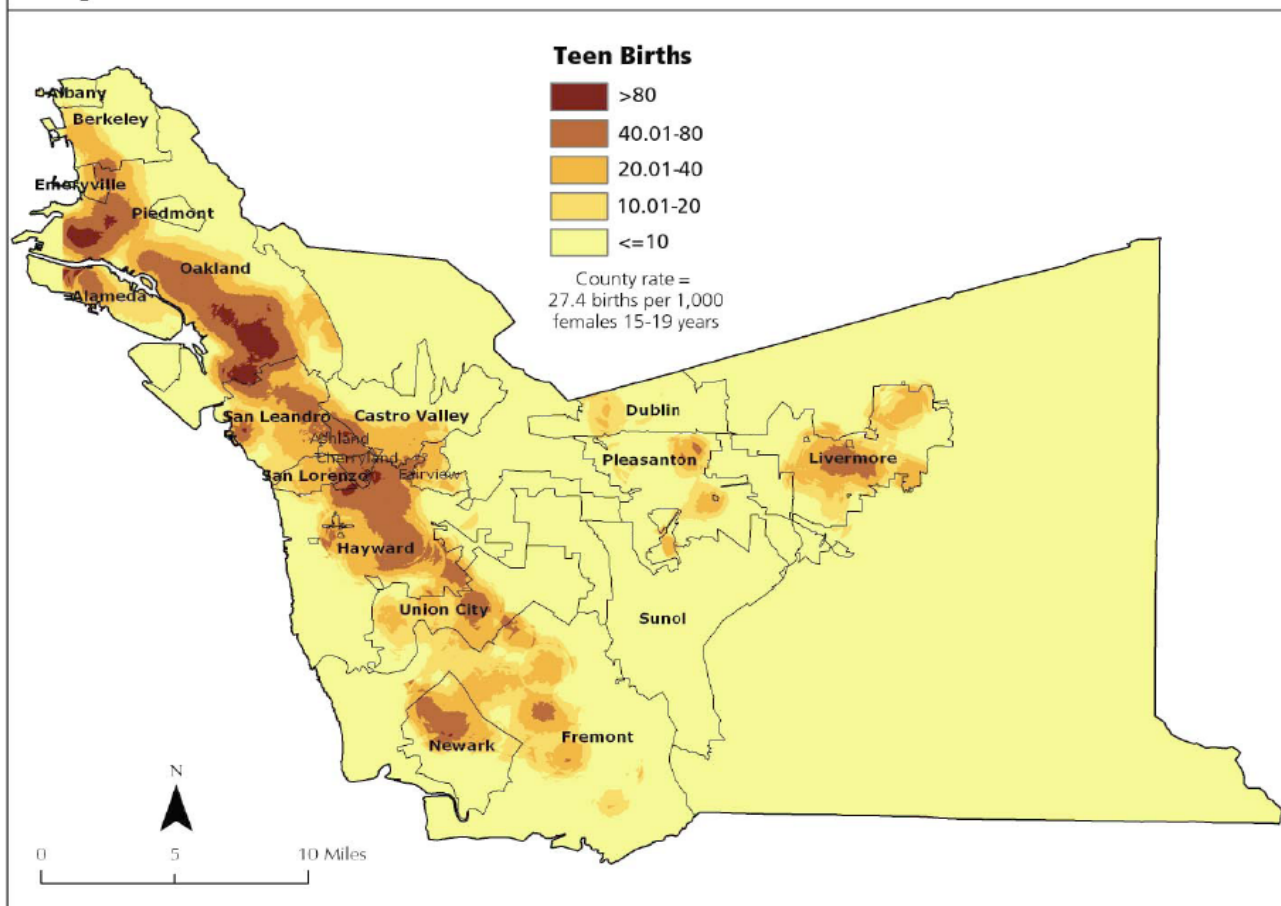 Teen Births
>80
40.01-80
20.01-40
10.01-20
<=10
County rate =
27.4 births per 1,000
females 15-19 years
Albany
Berkeley
Emeryville
Piedmont
Oakland
Alameda
San Leandro
Castro Valley
Ashland
Cherryland
San Lorenzo
Fairview
Hayward
Union City
Newark
Fremont
Dublin
Pleasanton
Livermore
Sunol
N
0 5 10 Miles